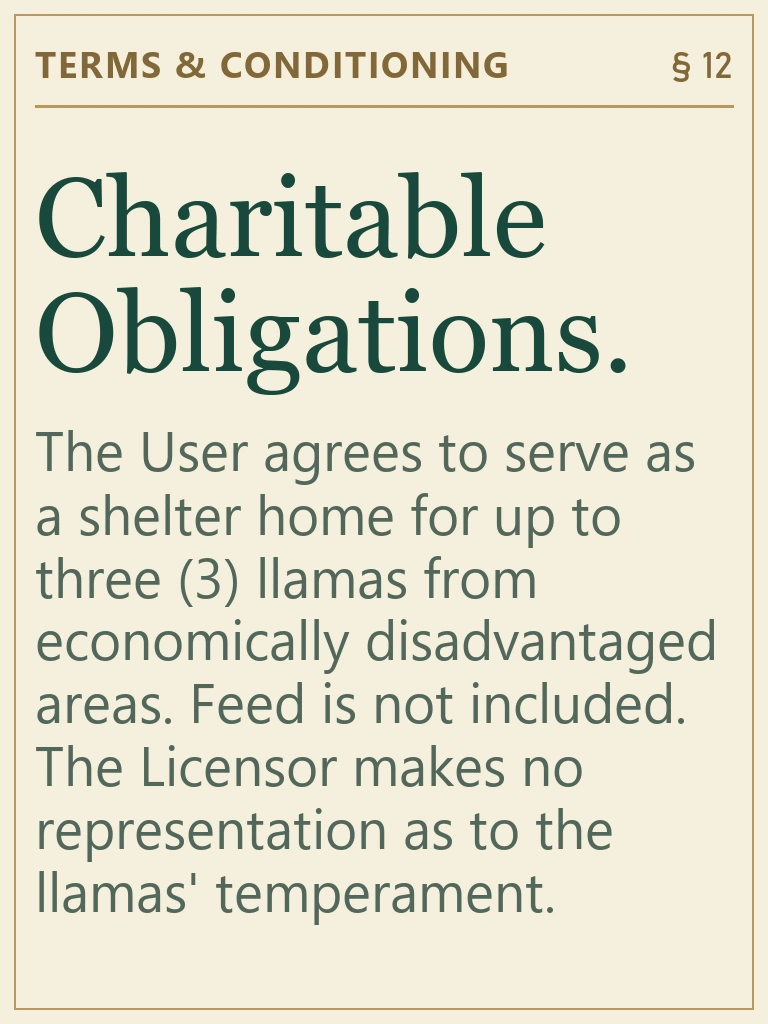 TERMS & CONDITIONING § 12
Charitable
Obligations.
The User agrees to serve as
a shelter home for up to
three (3) llamas from
economically disadvantaged
areas. Feed is not included.
The Licensor makes no
representation as to the
llamas' temperament.